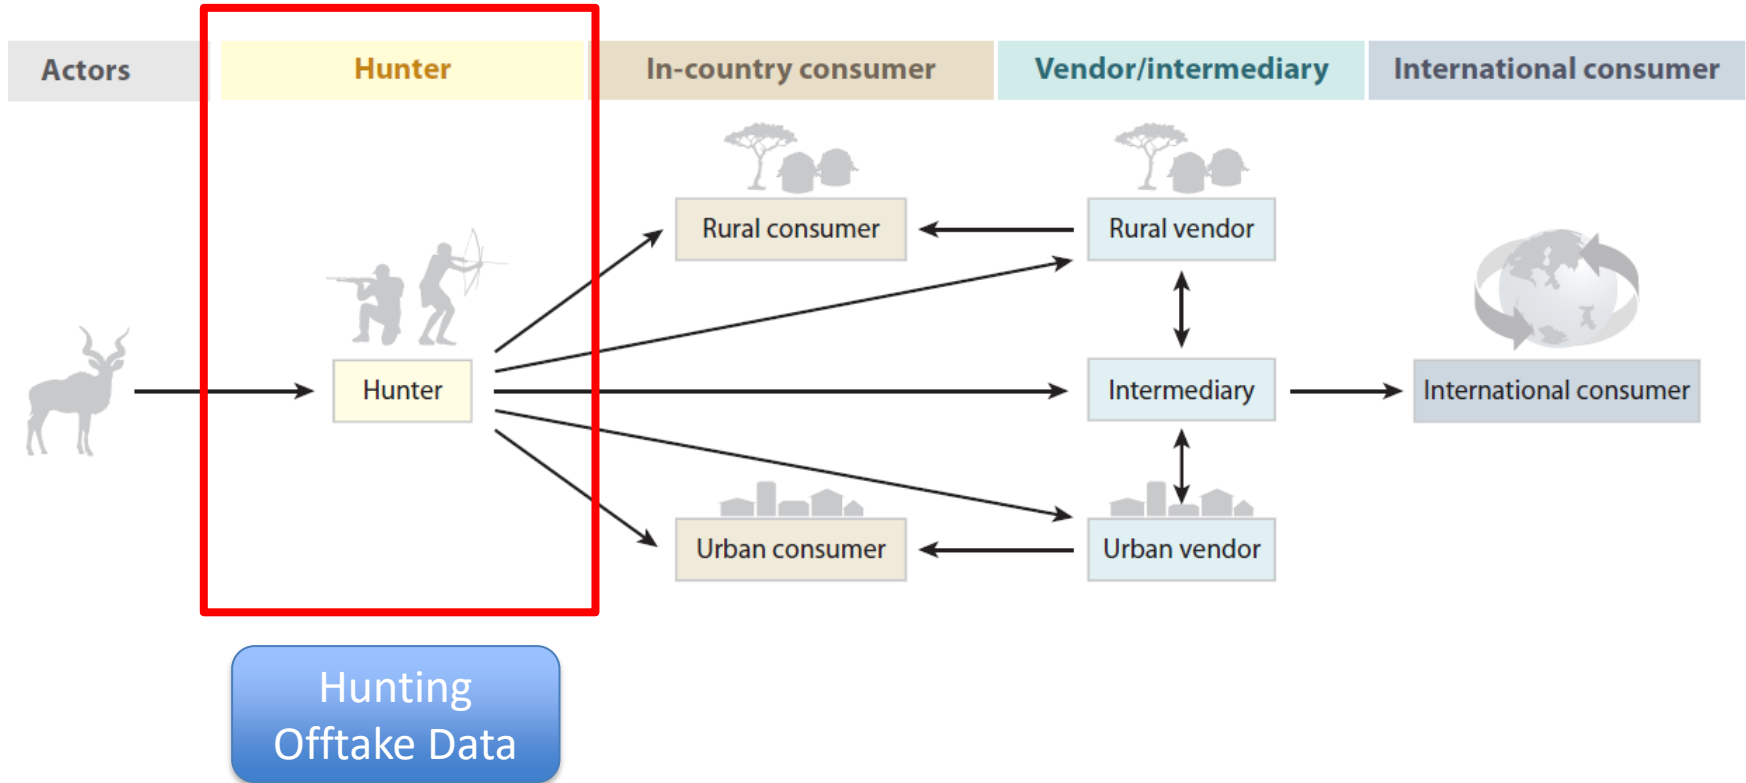 Actors
Hunter
In-country consumer
Vendor/intermediary
International consumer
Rural consumer
Rural vendor
Hunter
Intermediary
International consumer
Urban consumer
Urban vendor
Hunting
Offtake Data